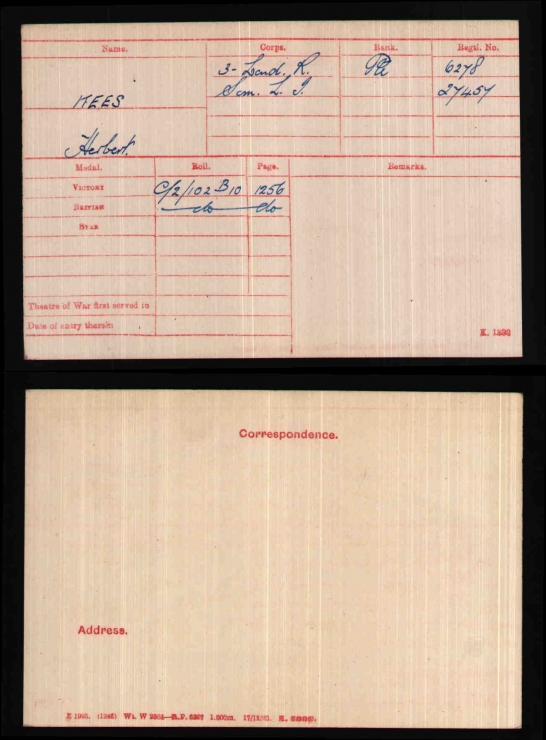 Name. Corps. Rank. Regtl. No.
3- Lond. R. Pte 6278
KEES Som. L. I. 27457
Herbert.
Medal. Roll. Page. Remarks.
VICTORY C/2/102 B10 1256
BRITISH do do
STAR
Theatre of War first served in
Date of entry therein
K. 1380
Correspondence.
Address.